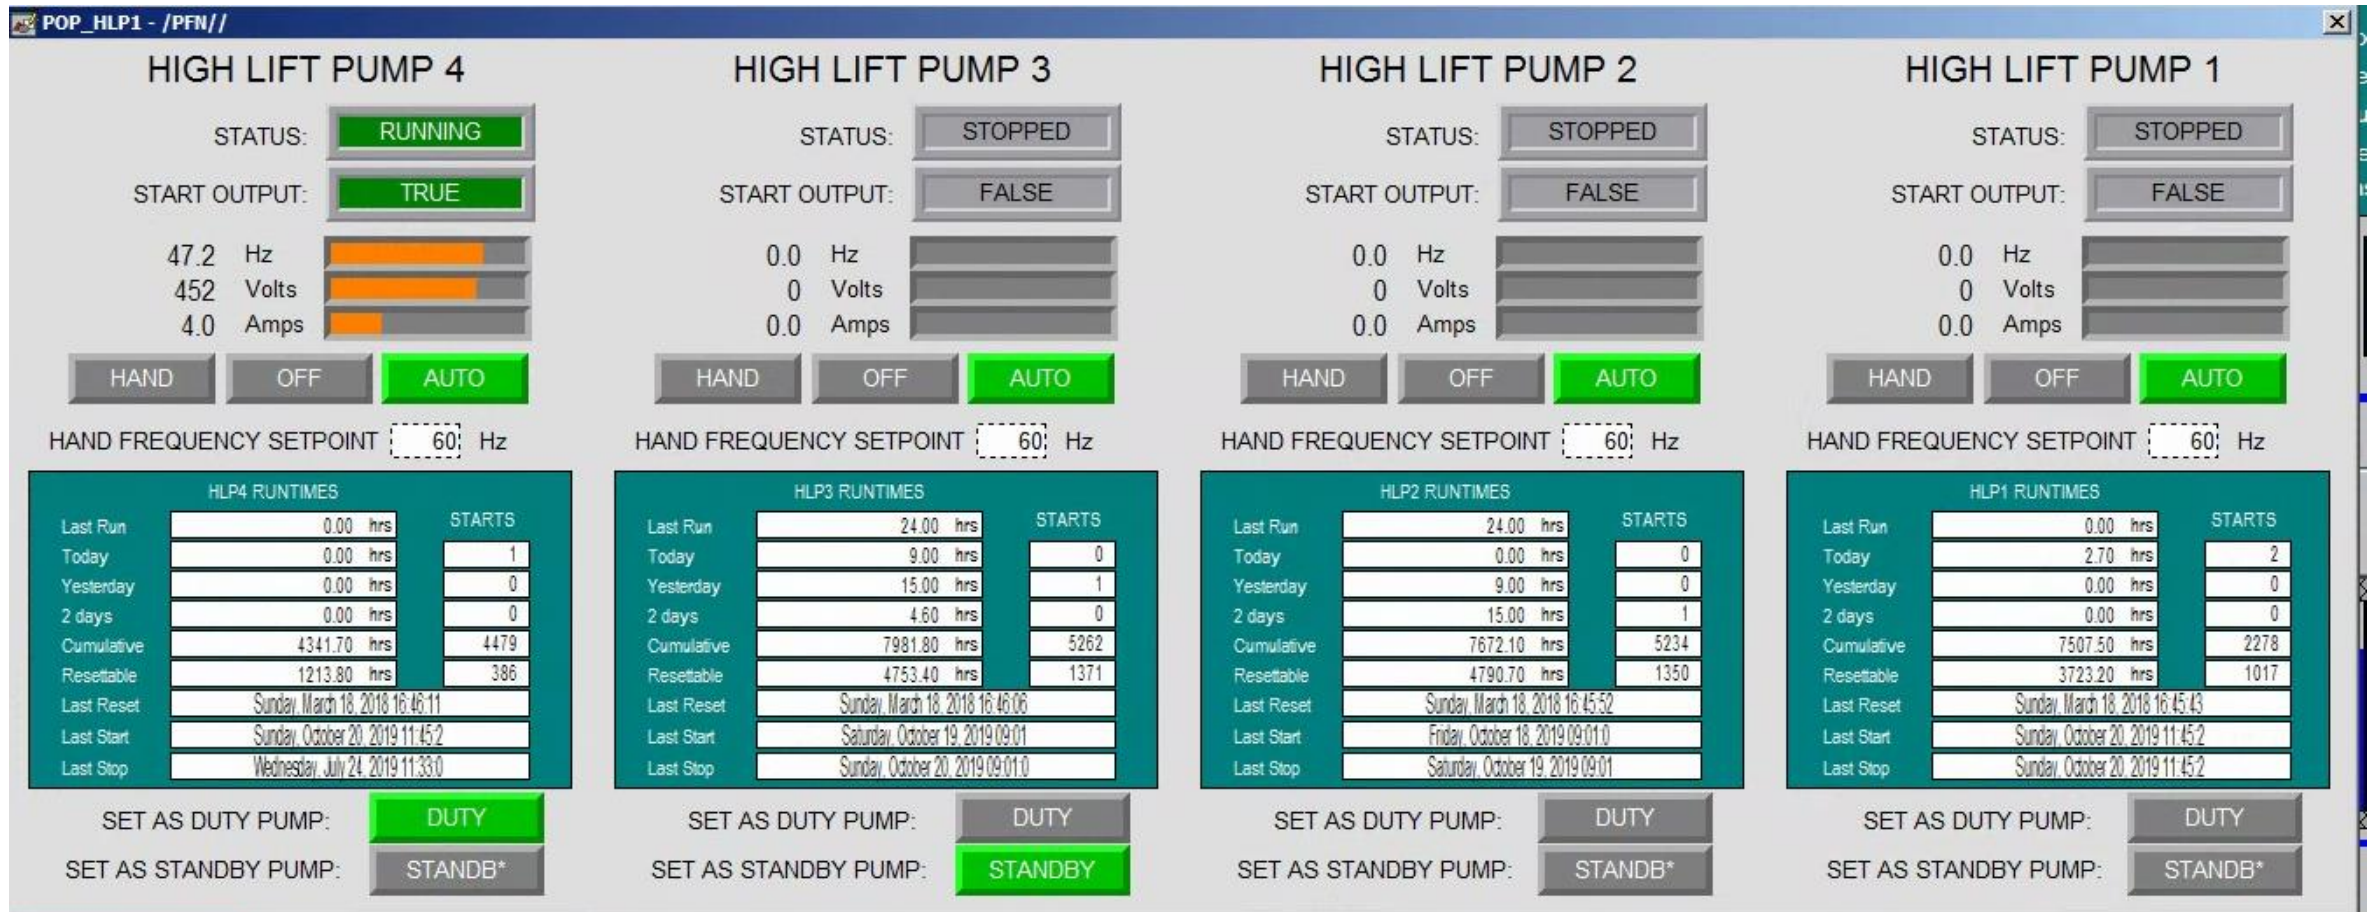 POP_HLP1 - /PFN//
HIGH LIFT PUMP 4
STATUS: RUNNING
START OUTPUT: TRUE
47.2 Hz
452 Volts
4.0 Amps
HAND OFF AUTO
HAND FREQUENCY SETPOINT 60 Hz
HLP4 RUNTIMES
STARTS
Last Run 0.00 hrs
Today 0.00 hrs 1
Yesterday 0.00 hrs 0
2 days 0.00 hrs 0
Cumulative 4341.70 hrs 4479
Resettable 1213.80 hrs 386
Last Reset Sunday, March 18, 2018 16:46:11
Last Start Sunday, October 20, 2019 11:45:2
Last Stop Wednesday, July 24, 2019 11:33:0
SET AS DUTY PUMP: DUTY
SET AS STANDBY PUMP: STANDB*
HIGH LIFT PUMP 3
STATUS: STOPPED
START OUTPUT: FALSE
0.0 Hz
0 Volts
0.0 Amps
HAND OFF AUTO
HAND FREQUENCY SETPOINT 60 Hz
HLP3 RUNTIMES
STARTS
Last Run 24.00 hrs
Today 9.00 hrs 0
Yesterday 15.00 hrs 1
2 days 4.60 hrs 0
Cumulative 7981.80 hrs 5262
Resettable 4753.40 hrs 1371
Last Reset Sunday, March 18, 2018 16:46:06
Last Start Saturday, October 19, 2019 09:01
Last Stop Sunday, October 20, 2019 09:01:0
SET AS DUTY PUMP: DUTY
SET AS STANDBY PUMP: STANDBY
HIGH LIFT PUMP 2
STATUS: STOPPED
START OUTPUT: FALSE
0.0 Hz
0 Volts
0.0 Amps
HAND OFF AUTO
HAND FREQUENCY SETPOINT 60 Hz
HLP2 RUNTIMES
STARTS
Last Run 24.00 hrs
Today 0.00 hrs 0
Yesterday 9.00 hrs 0
2 days 15.00 hrs 1
Cumulative 7672.10 hrs 5234
Resettable 4790.70 hrs 1350
Last Reset Sunday, March 18, 2018 16:45:52
Last Start Friday, October 18, 2019 09:01:0
Last Stop Saturday, October 19, 2019 09:01
SET AS DUTY PUMP: DUTY
SET AS STANDBY PUMP: STANDB*
HIGH LIFT PUMP 1
STATUS: STOPPED
START OUTPUT: FALSE
0.0 Hz
0 Volts
0.0 Amps
HAND OFF AUTO
HAND FREQUENCY SETPOINT 60 Hz
HLP1 RUNTIMES
STARTS
Last Run 0.00 hrs
Today 2.70 hrs 2
Yesterday 0.00 hrs 0
2 days 0.00 hrs 0
Cumulative 7507.50 hrs 2278
Resettable 3723.20 hrs 1017
Last Reset Sunday, March 18, 2018 16:45:43
Last Start Sunday, October 20, 2019 11:45:2
Last Stop Sunday, October 20, 2019 11:45:2
SET AS DUTY PUMP: DUTY
SET AS STANDBY PUMP: STANDB*